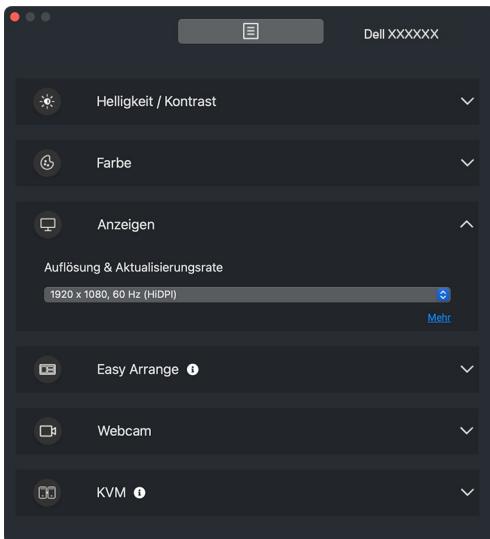 Dell XXXXXX
Helligkeit / Kontrast
Farbe
Anzeigen
Auflösung & Aktualisierungsrate
1920 x 1080, 60 Hz (HiDPI)
Mehr
Easy Arrange
Webcam
KVM